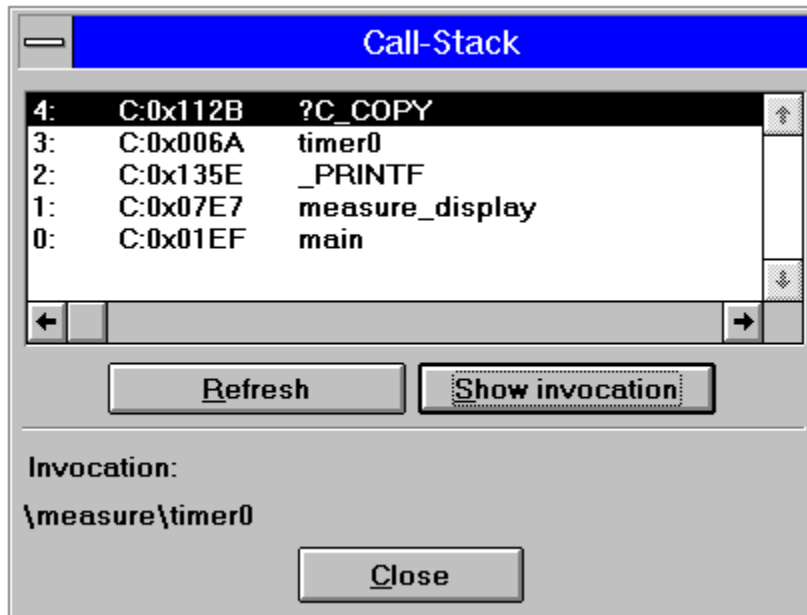 Call-Stack
4: C:0x112B ?C_COPY
3: C:0x006A timer0
2: C:0x135E _PRINTF
1: C:0x07E7 measure_display
0: C:0x01EF main
Refresh Show invocation
Invocation:
\measure\timer0
Close